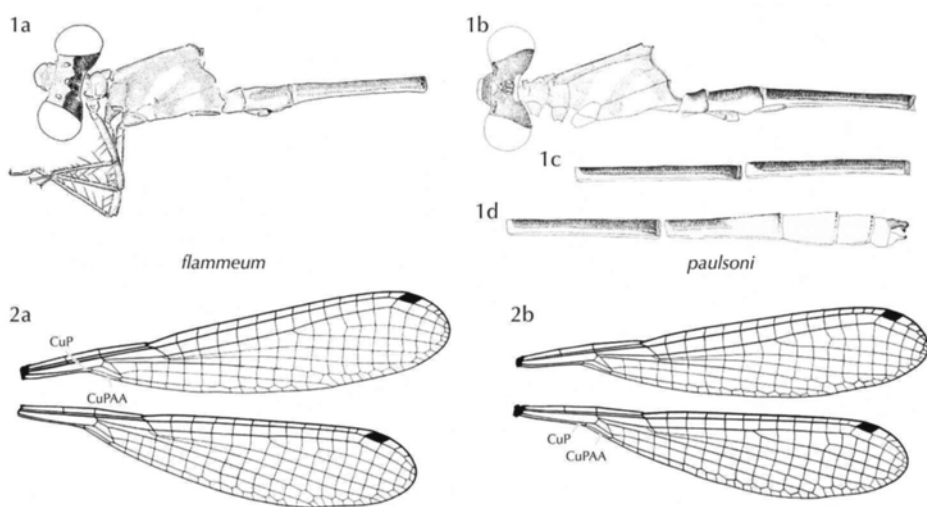 1a
1b
1c
1d
flammeum
paulsoni
2a
CuP
CuPAA
2b
CuP
CuPAA